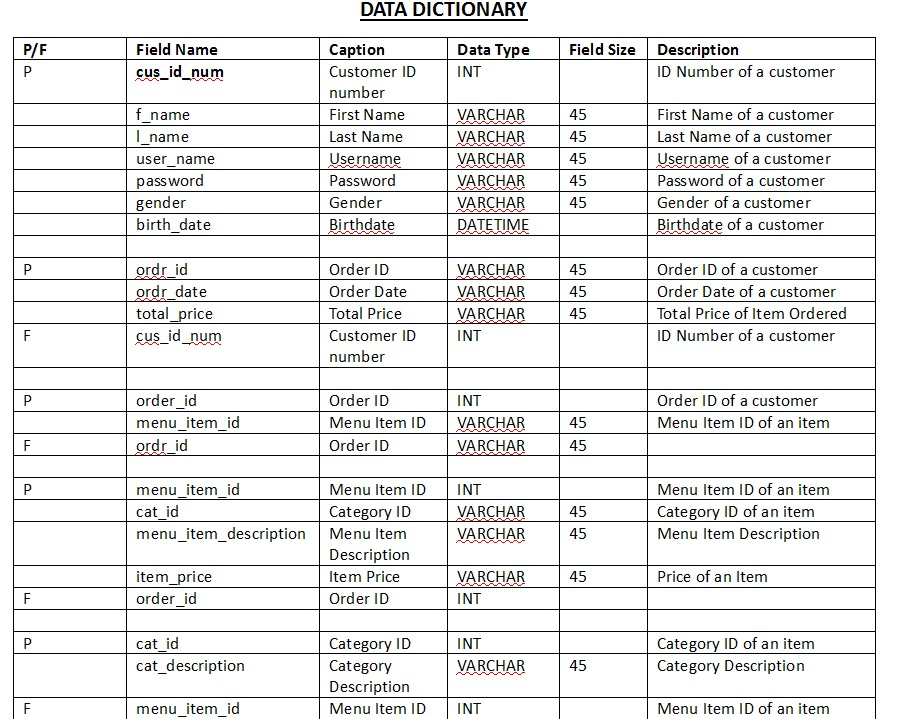 DATA DICTIONARY
P/F Field Name Caption Data Type Field Size Description
P cus_id_num Customer ID INT ID Number of a customer
number
f_name First Name VARCHAR 45 First Name of a customer
l_name Last Name VARCHAR 45 Last Name of a customer
user_name Username VARCHAR 45 Username of a customer
password Password VARCHAR 45 Password of a customer
gender Gender VARCHAR 45 Gender of a customer
birth_date Birthdate DATETIME Birthdate of a customer
P ordr_id Order ID VARCHAR 45 Order ID of a customer
ordr_date Order Date VARCHAR 45 Order Date of a customer
total_price Total Price VARCHAR 45 Total Price of Item Ordered
F cus_id_num Customer ID INT ID Number of a customer
number
P order_id Order ID INT Order ID of a customer
menu_item_id Menu Item ID VARCHAR 45 Menu Item ID of an item
F ordr_id Order ID VARCHAR 45
P menu_item_id Menu Item ID INT Menu Item ID of an item
cat_id Category ID VARCHAR 45 Category ID of an item
menu_item_description Menu Item VARCHAR 45 Menu Item Description
Description
item_price Item Price VARCHAR 45 Price of an Item
F order_id Order ID INT
P cat_id Category ID INT Category ID of an item
cat_description Category VARCHAR 45 Category Description
Description
F menu_item_id Menu Item ID INT Menu Item ID of an item